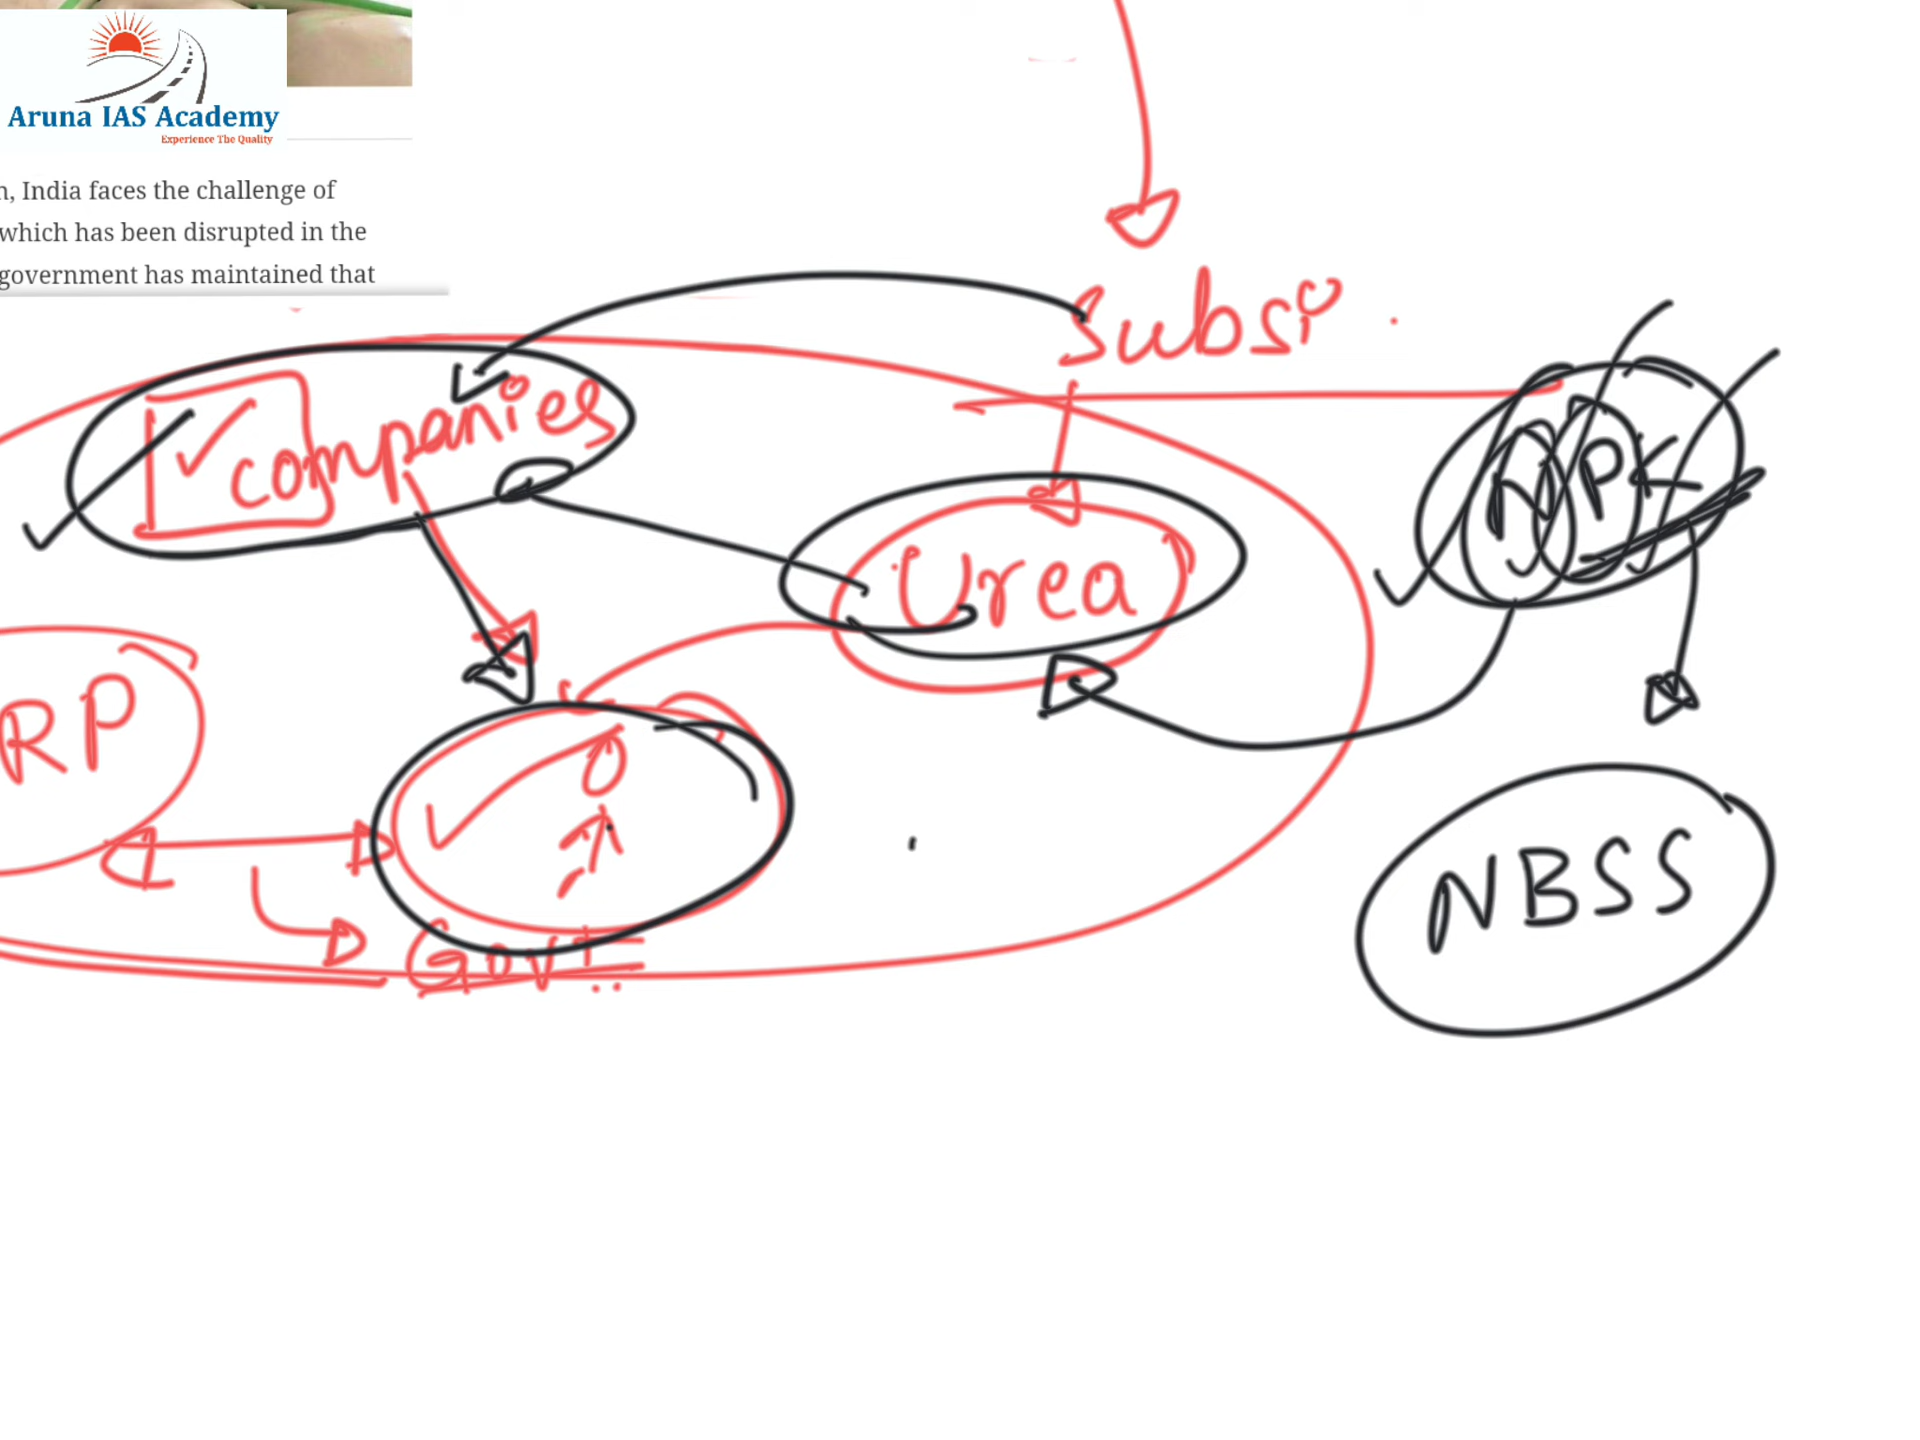 Aruna IAS Academy
Experience The Quality
, India faces the challenge of
which has been disrupted in the
government has maintained that
Subsi
companies
NPK
Urea
RP
NBSS
Govt